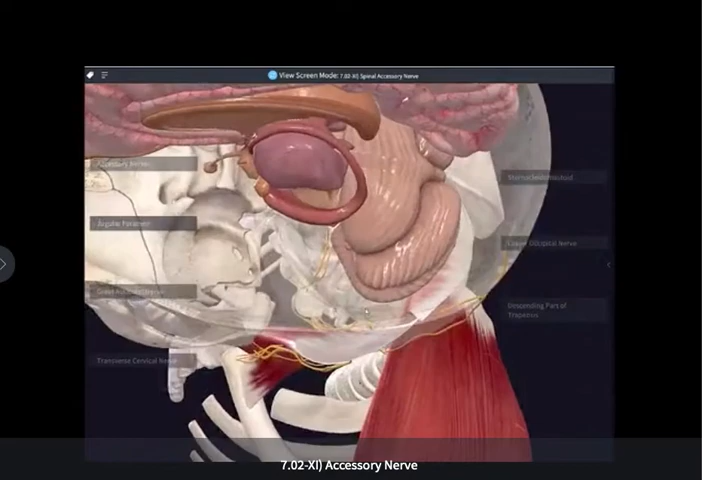 View Screen Mode: 7.02-XI) Spinal Accessory Nerve
Accessory Nerve
Sternocleidomastoid
Jugular Foramen
Lesser Occipital Nerve
Great Auricular Nerve
Descending Part of
Trapezius
Transverse Cervical Nerve
7.02-XI) Accessory Nerve